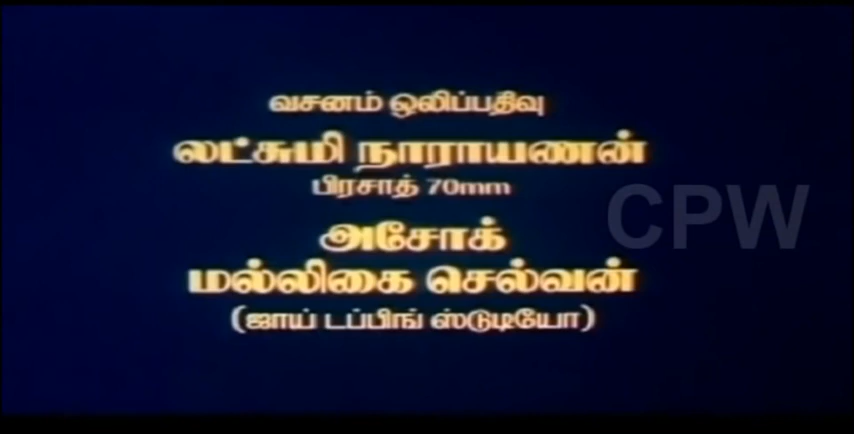 வசனம் ஒலிப்பதிவு
லட்சுமி நாராயணன்
பிரசாத் 70mm
அசோக்
மல்லிகை செல்வன்
(ஜாய் டப்பிங் ஸ்டுடியோ)
CPW